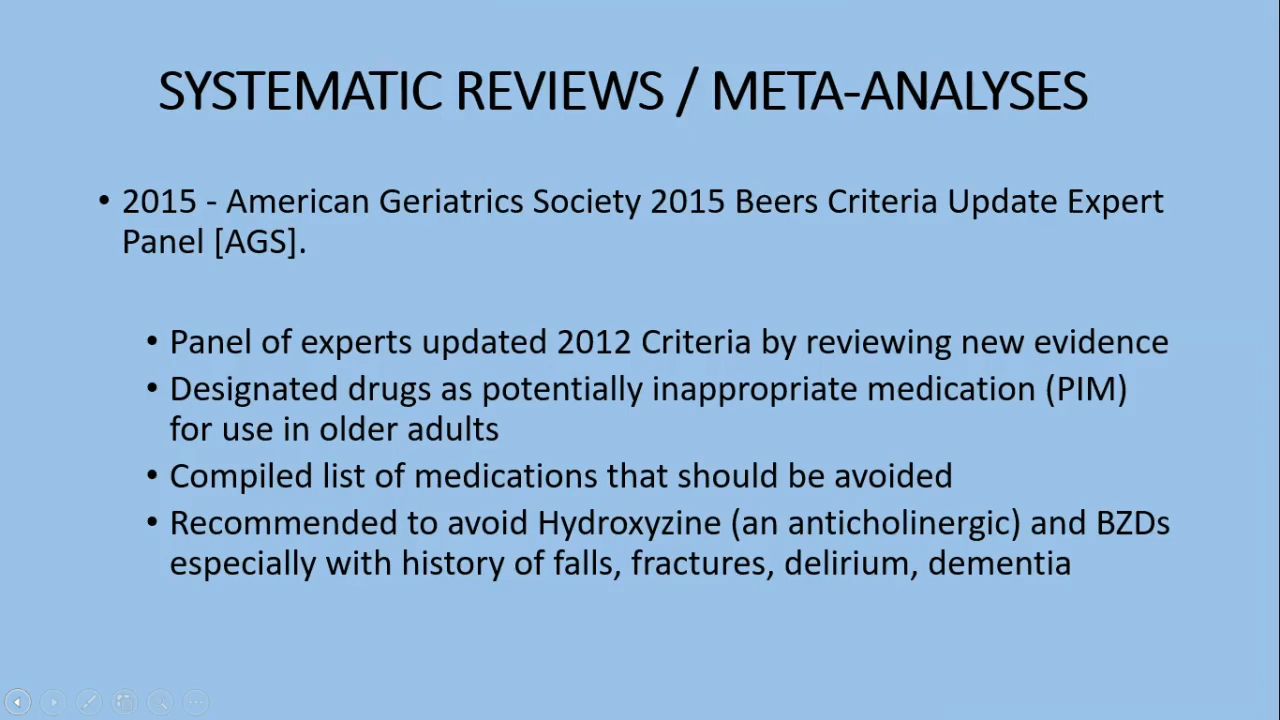 SYSTEMATIC REVIEWS / META-ANALYSES
• 2015 - American Geriatrics Society 2015 Beers Criteria Update Expert
Panel [AGS].
• Panel of experts updated 2012 Criteria by reviewing new evidence
• Designated drugs as potentially inappropriate medication (PIM)
for use in older adults
• Compiled list of medications that should be avoided
• Recommended to avoid Hydroxyzine (an anticholinergic) and BZDs
especially with history of falls, fractures, delirium, dementia